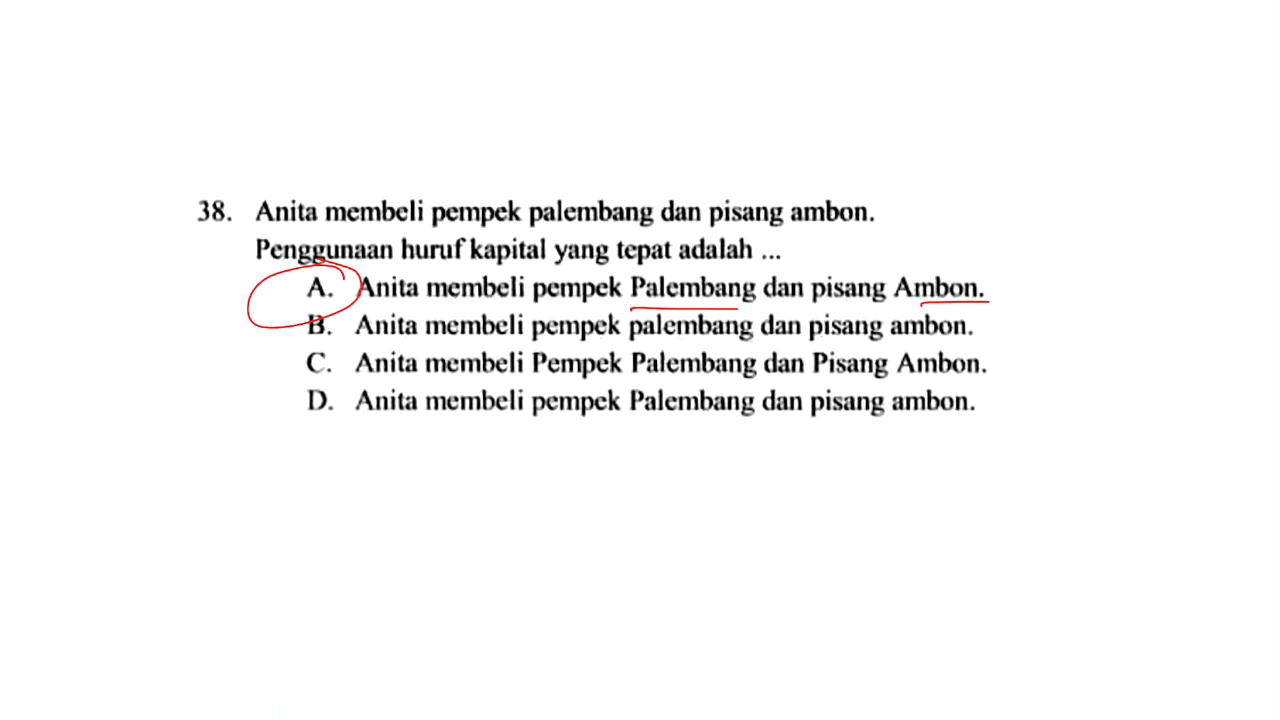 38. Anita membeli pempek palembang dan pisang ambon.
Penggunaan huruf kapital yang tepat adalah ...
A. Anita membeli pempek Palembang dan pisang Ambon.
B. Anita membeli pempek palembang dan pisang ambon.
C. Anita membeli Pempek Palembang dan Pisang Ambon.
D. Anita membeli pempek Palembang dan pisang ambon.